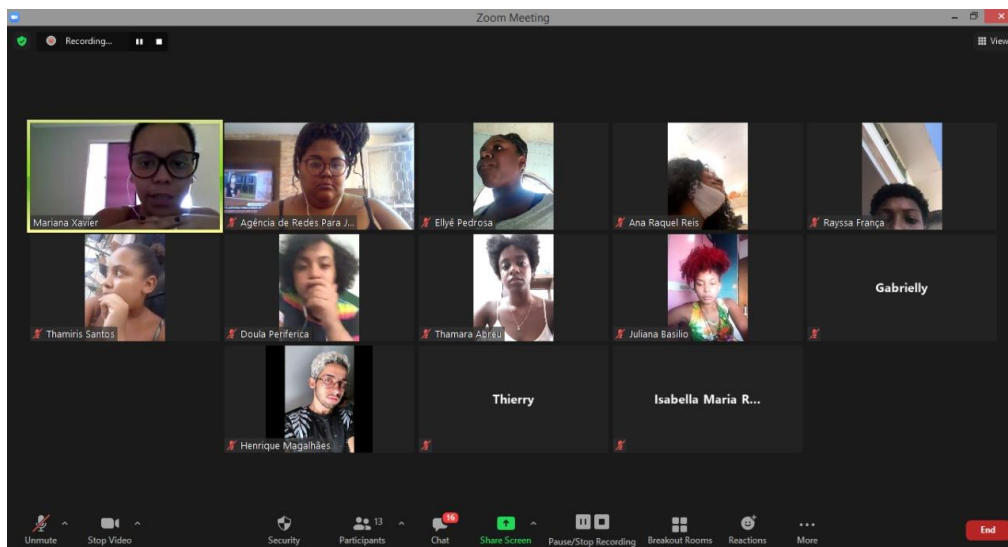 Zoom Meeting
Recording...
View
Mariana Xavier
Agência de Redes Para J...
Ellyê Pedrosa
Ana Raquel Reis
Rayssa França
Thamiris Santos
Doula Periferica
Thamara Abreu
Juliana Basilio
Gabrielly
Henrique Magalhães
Thierry
Isabella Maria R...
Unmute
Stop Video
Security
13
Participants
16
Chat
Share Screen
Pause/Stop Recording
Breakout Rooms
Reactions
More
End